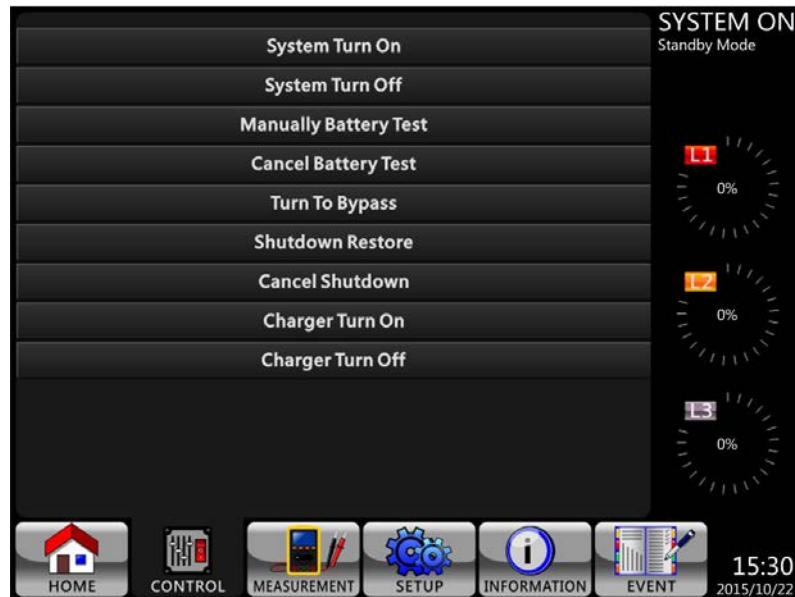 SYSTEM ON
Standby Mode
System Turn On
System Turn Off
Manually Battery Test
Cancel Battery Test
Turn To Bypass
Shutdown Restore
Cancel Shutdown
Charger Turn On
Charger Turn Off
L1
0%
L2
0%
L3
0%
HOME
CONTROL
MEASUREMENT
SETUP
INFORMATION
EVENT
15:30
2015/10/22